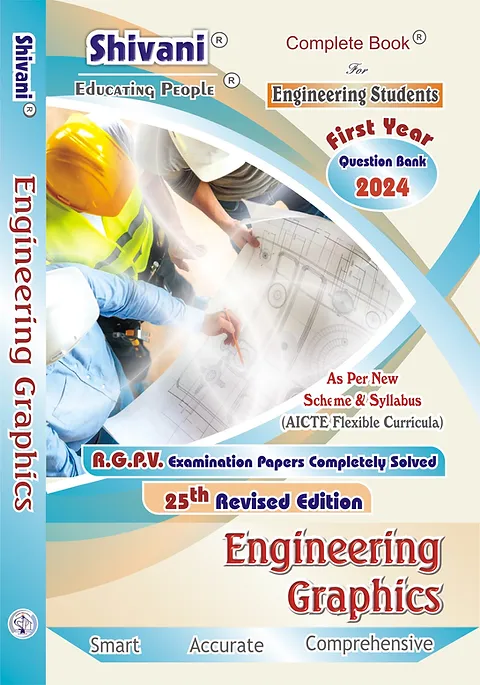 Shivani ®
Engineering Graphics
Shivani ®
Educating People ®
Complete Book ®
For
Engineering Students
First Year
Question Bank
2024
As Per New
Scheme & Syllabus
(AICTE Flexible Curricula)
R.G.P.V. Examination Papers Completely Solved
25th Revised Edition
Engineering
Graphics
Smart Accurate Comprehensive